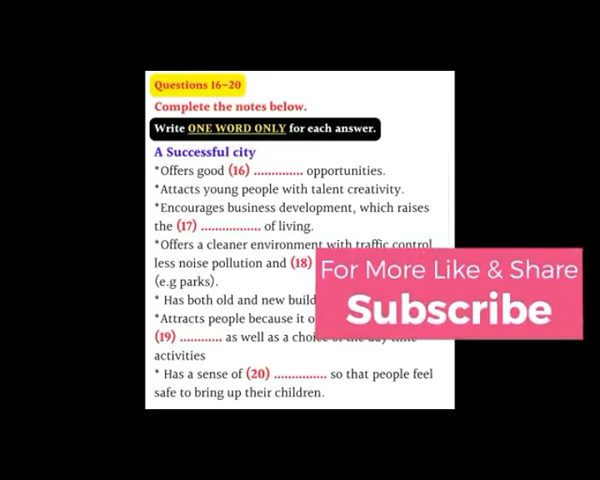 Questions 16-20
Complete the notes below.
Write ONE WORD ONLY for each answer.
A Successful city
*Offers good (16) .............. opportunities.
*Attacts young people with talent creativity.
*Encourages business development, which raises
the (17) ................. of living.
*Offers a cleaner environment with traffic control
less noise pollution and (18)
(e.g parks).
* Has both old and new
*Attracts people because it
(19) ............ as well as a choice of the day time
activities
* Has a sense of (20) ............... so that people feel
safe to bring up their children.
For More Like & Share
Subscribe